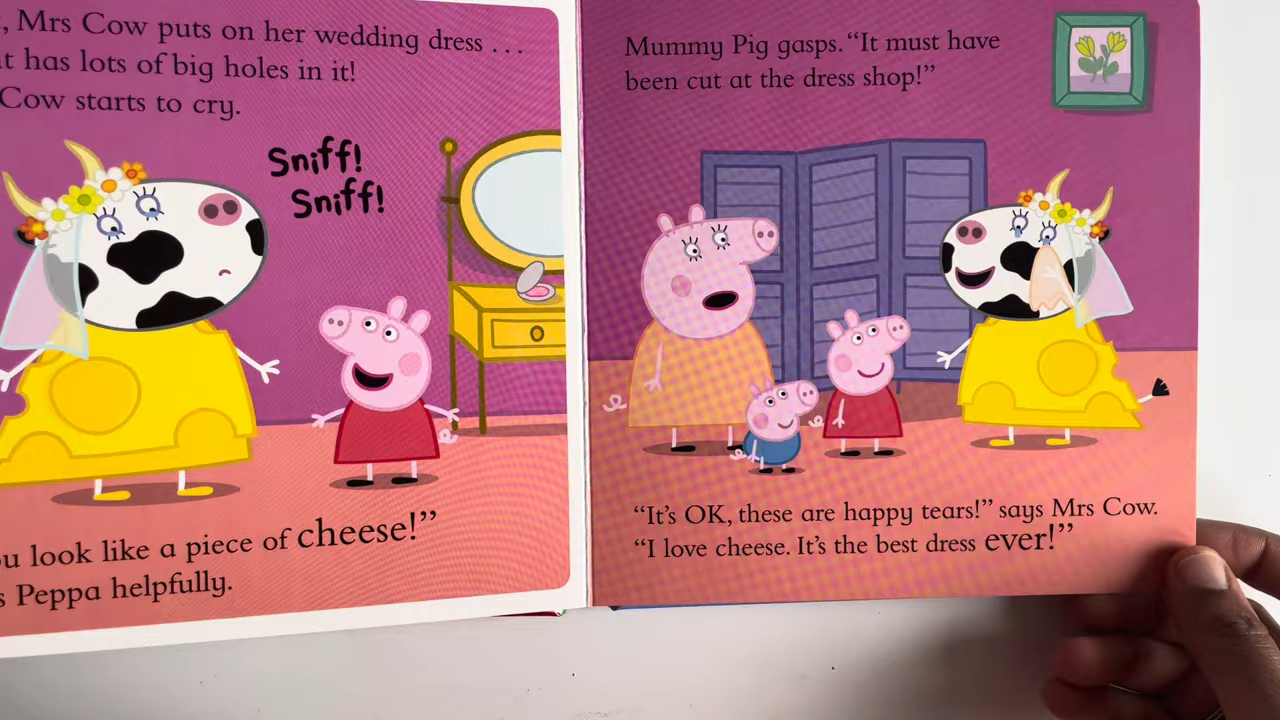 Mrs Cow puts on her wedding dress . . .
has lots of big holes in it!
Cow starts to cry.
Sniff!
Sniff!
look like a piece of cheese!”
Peppa helpfully.
Mummy Pig gasps. “It must have
been cut at the dress shop!”
“It’s OK, these are happy tears!” says Mrs Cow.
“I love cheese. It’s the best dress ever!”